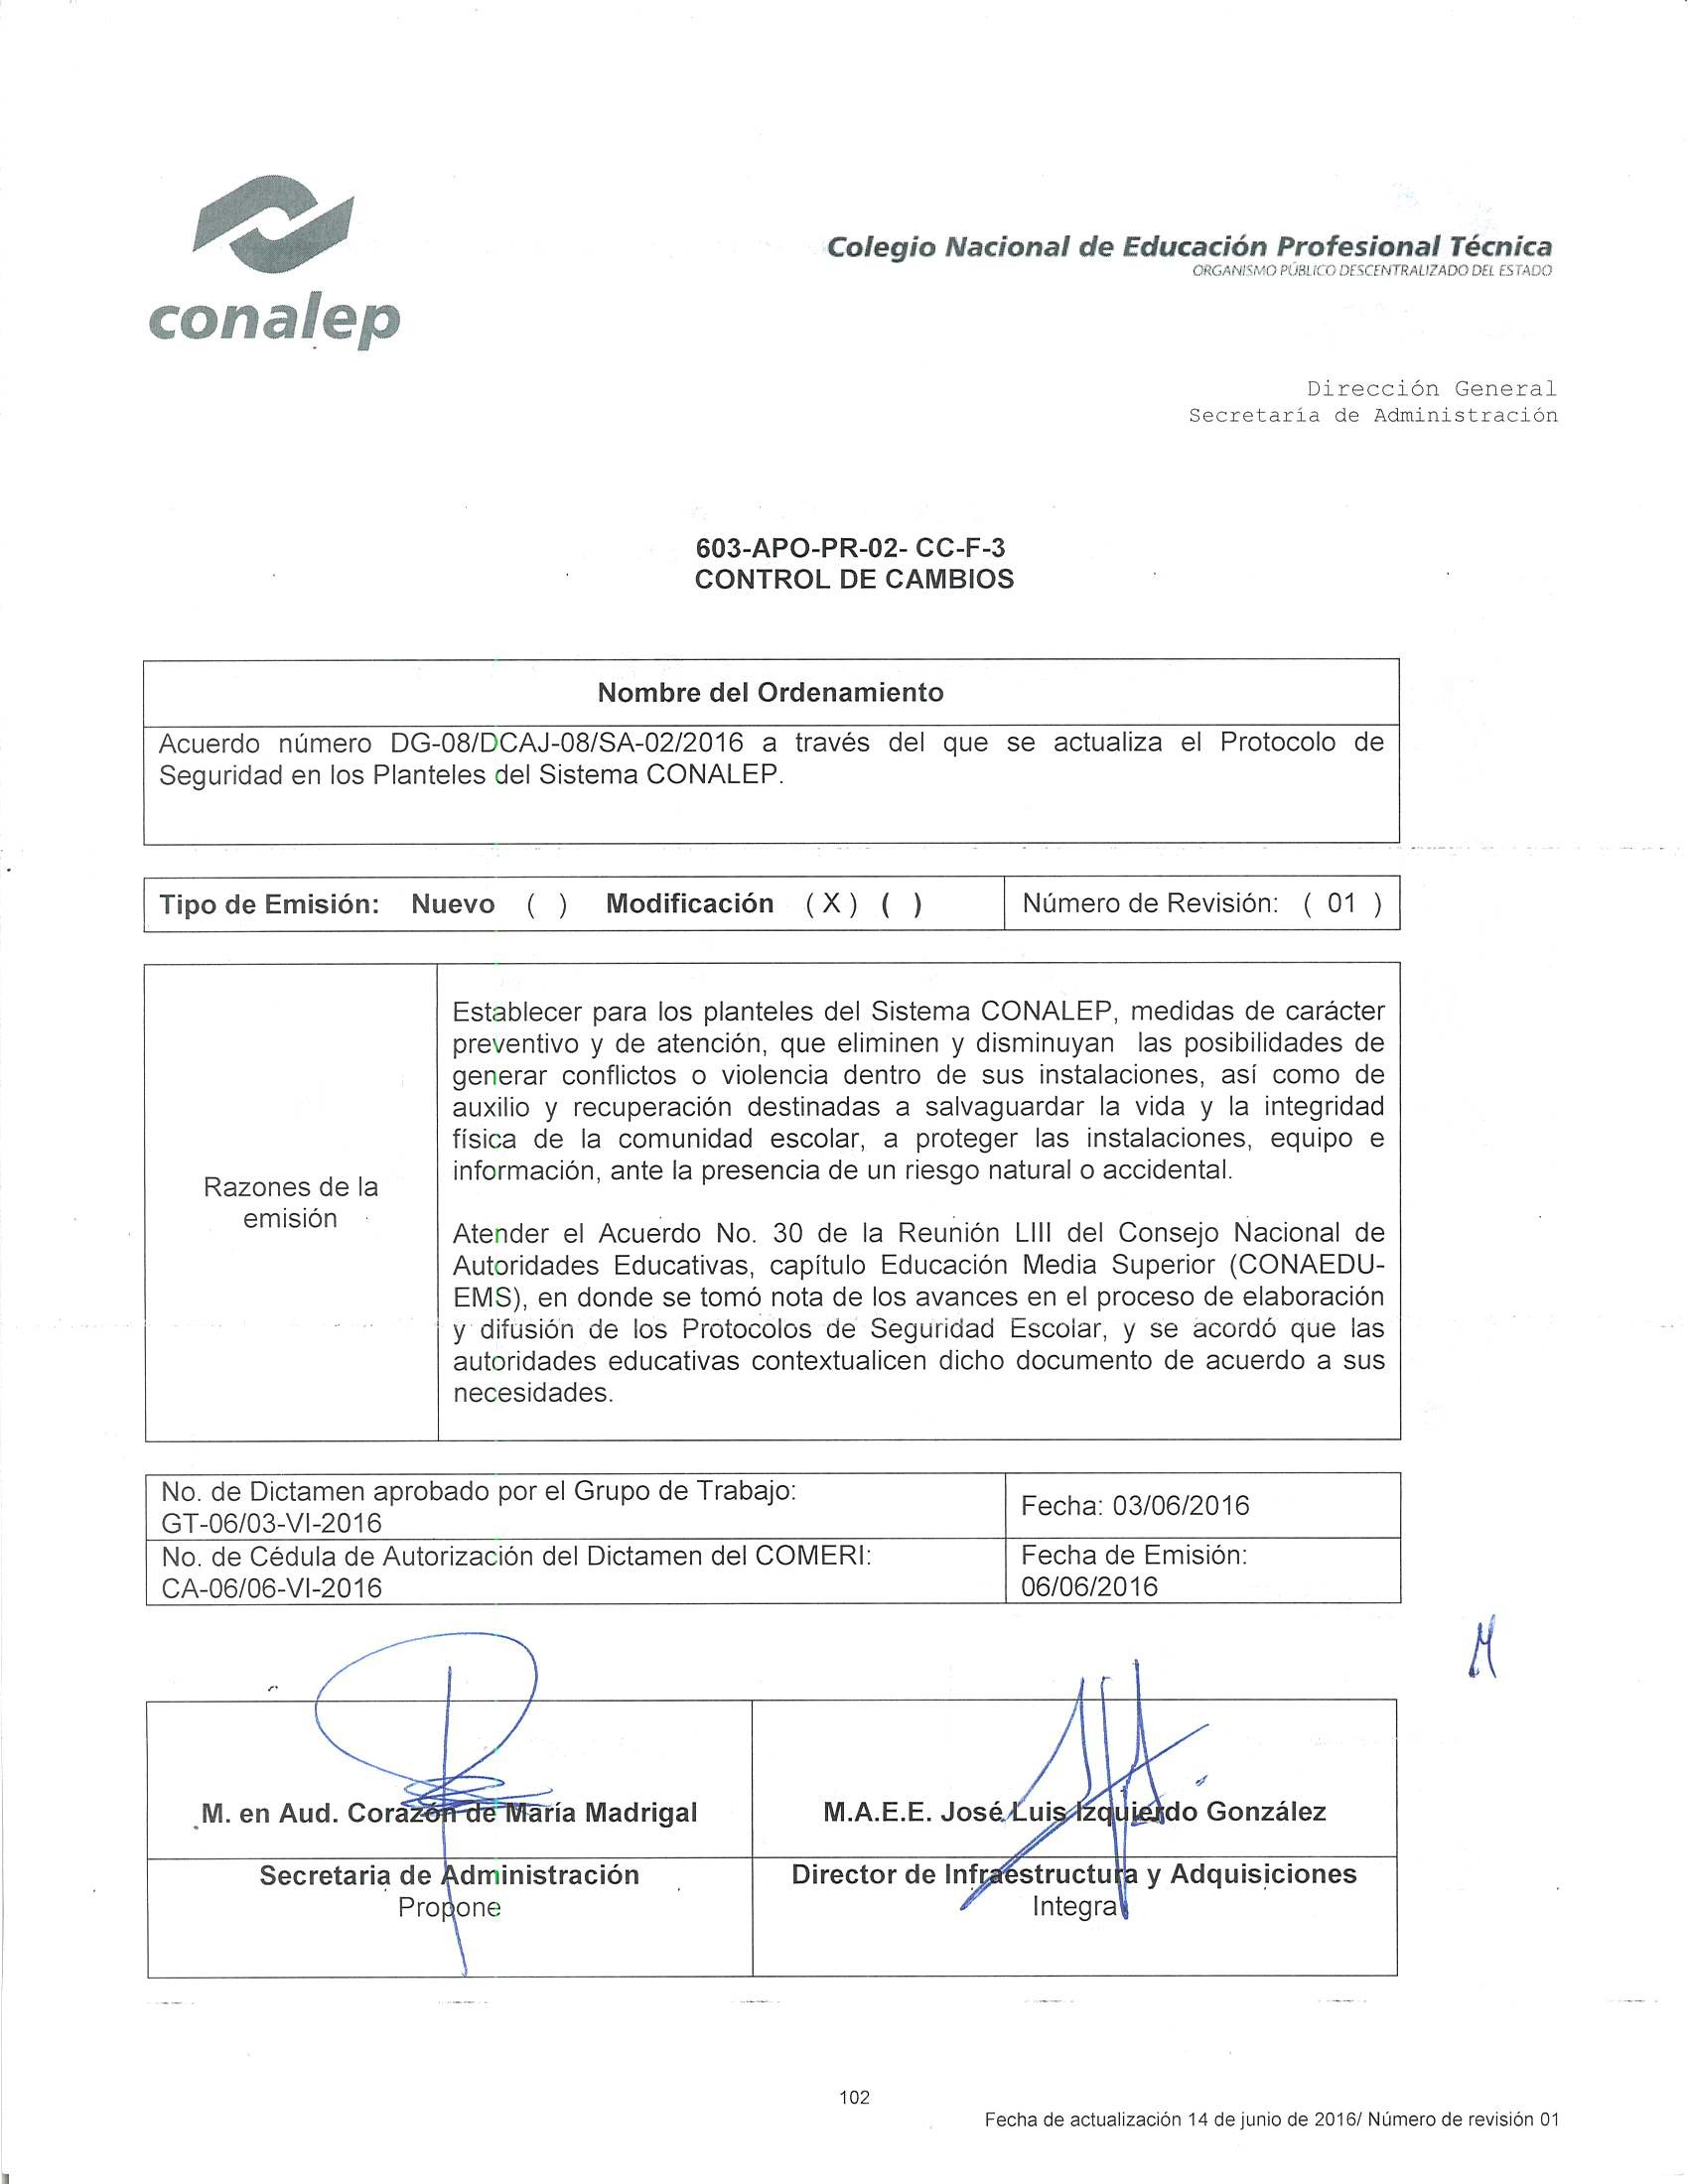 conalep
Colegio Nacional de Educación Profesional Técnica
ORGANISMO PÚBLICO DESCENTRALIZADO DEL ESTADO
Dirección General
Secretaría de Administración
603-APO-PR-02- CC-F-3
CONTROL DE CAMBIOS
Nombre del Ordenamiento
Acuerdo número DG-08/DCAJ-08/SA-02/2016 a través del que se actualiza el Protocolo de
Seguridad en los Planteles del Sistema CONALEP.
Tipo de Emisión: Nuevo ( ) Modificación ( X ) ( ) Número de Revisión: ( 01 )
Razones de la
emisión
Establecer para los planteles del Sistema CONALEP, medidas de carácter
preventivo y de atención, que eliminen y disminuyan las posibilidades de
generar conflictos o violencia dentro de sus instalaciones, así como de
auxilio y recuperación destinadas a salvaguardar la vida y la integridad
física de la comunidad escolar, a proteger las instalaciones, equipo e
información, ante la presencia de un riesgo natural o accidental.
Atender el Acuerdo No. 30 de la Reunión LIII del Consejo Nacional de
Autoridades Educativas, capítulo Educación Media Superior (CONAEDU-
EMS), en donde se tomó nota de los avances en el proceso de elaboración
y difusión de los Protocolos de Seguridad Escolar, y se acordó que las
autoridades educativas contextualicen dicho documento de acuerdo a sus
necesidades.
No. de Dictamen aprobado por el Grupo de Trabajo:
GT-06/03-VI-2016
Fecha: 03/06/2016
No. de Cédula de Autorización del Dictamen del COMERI:
CA-06/06-VI-2016
Fecha de Emisión:
06/06/2016
M. en Aud. Corazón de María Madrigal
Secretaria de Administración
Propone
M.A.E.E. José Luis Izquierdo González
Director de Infraestructura y Adquisiciones
Integra
102
Fecha de actualización 14 de junio de 2016/ Número de revisión 01